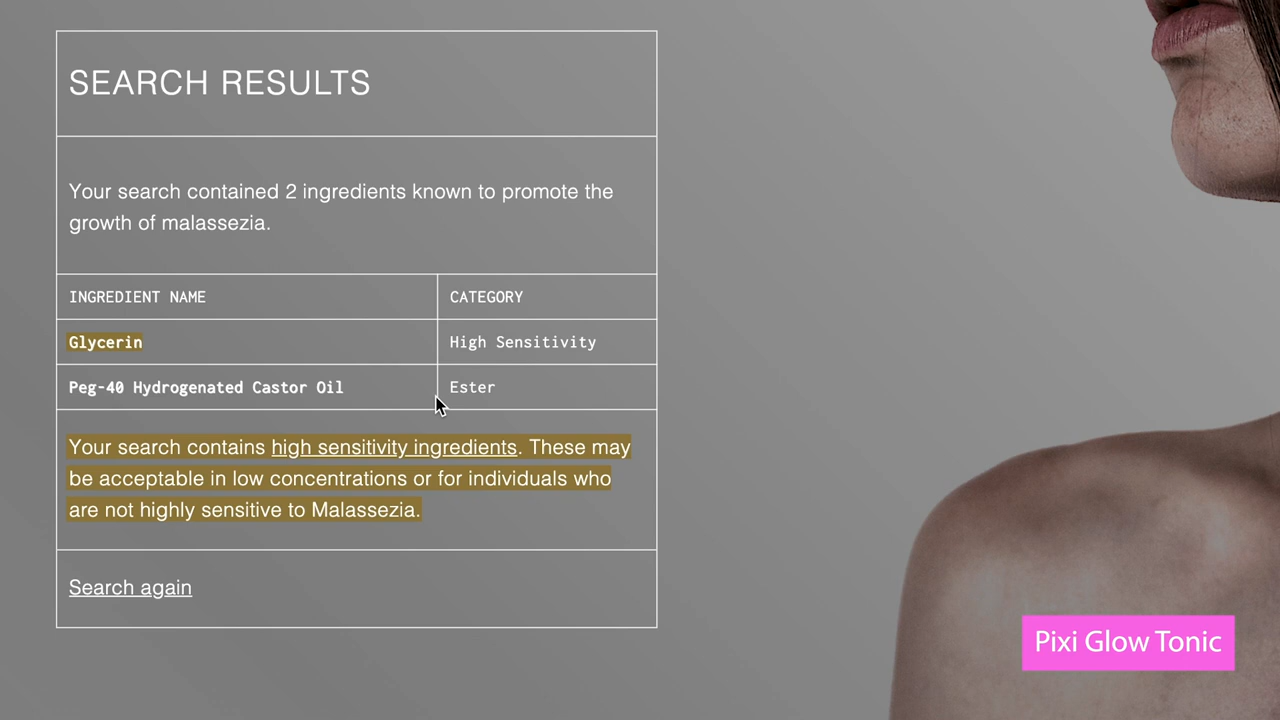 SEARCH RESULTS
Your search contained 2 ingredients known to promote the
growth of malassezia.
INGREDIENT NAME CATEGORY
Glycerin High Sensitivity
Peg-40 Hydrogenated Castor Oil Ester
Your search contains high sensitivity ingredients. These may
be acceptable in low concentrations or for individuals who
are not highly sensitive to Malassezia.
Search again
Pixi Glow Tonic